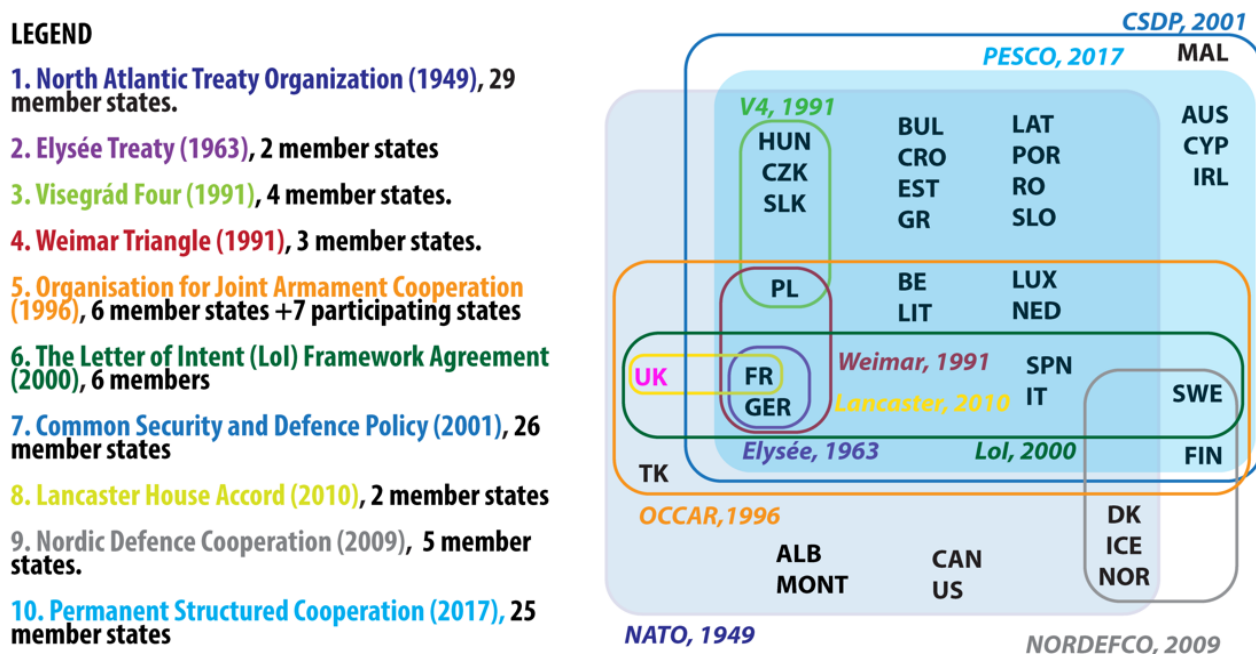 LEGEND
1. North Atlantic Treaty Organization (1949), 29
member states.
2. Elysée Treaty (1963), 2 member states
3. Visegrád Four (1991), 4 member states.
4. Weimar Triangle (1991), 3 member states.
5. Organisation for Joint Armament Cooperation
(1996), 6 member states +7 participating states
6. The Letter of Intent (LoI) Framework Agreement
(2000), 6 members
7. Common Security and Defence Policy (2001), 26
member states
8. Lancaster House Accord (2010), 2 member states
9. Nordic Defence Cooperation (2009), 5 member
states.
10. Permanent Structured Cooperation (2017), 25
member states
CSDP, 2001
PESCO, 2017
MAL
V4, 1991
HUN
CZK
SLK
BUL
CRO
EST
GR
LAT
POR
RO
SLO
AUS
CYP
IRL
PL
BE
LIT
LUX
NED
UK
FR
GER
Weimar, 1991
Lancaster, 2010
SPN
IT
SWE
Elysée, 1963
LoI, 2000
FIN
TK
OCCAR,1996
ALB
MONT
CAN
US
DK
ICE
NOR
NATO, 1949
NORDEFCO, 2009